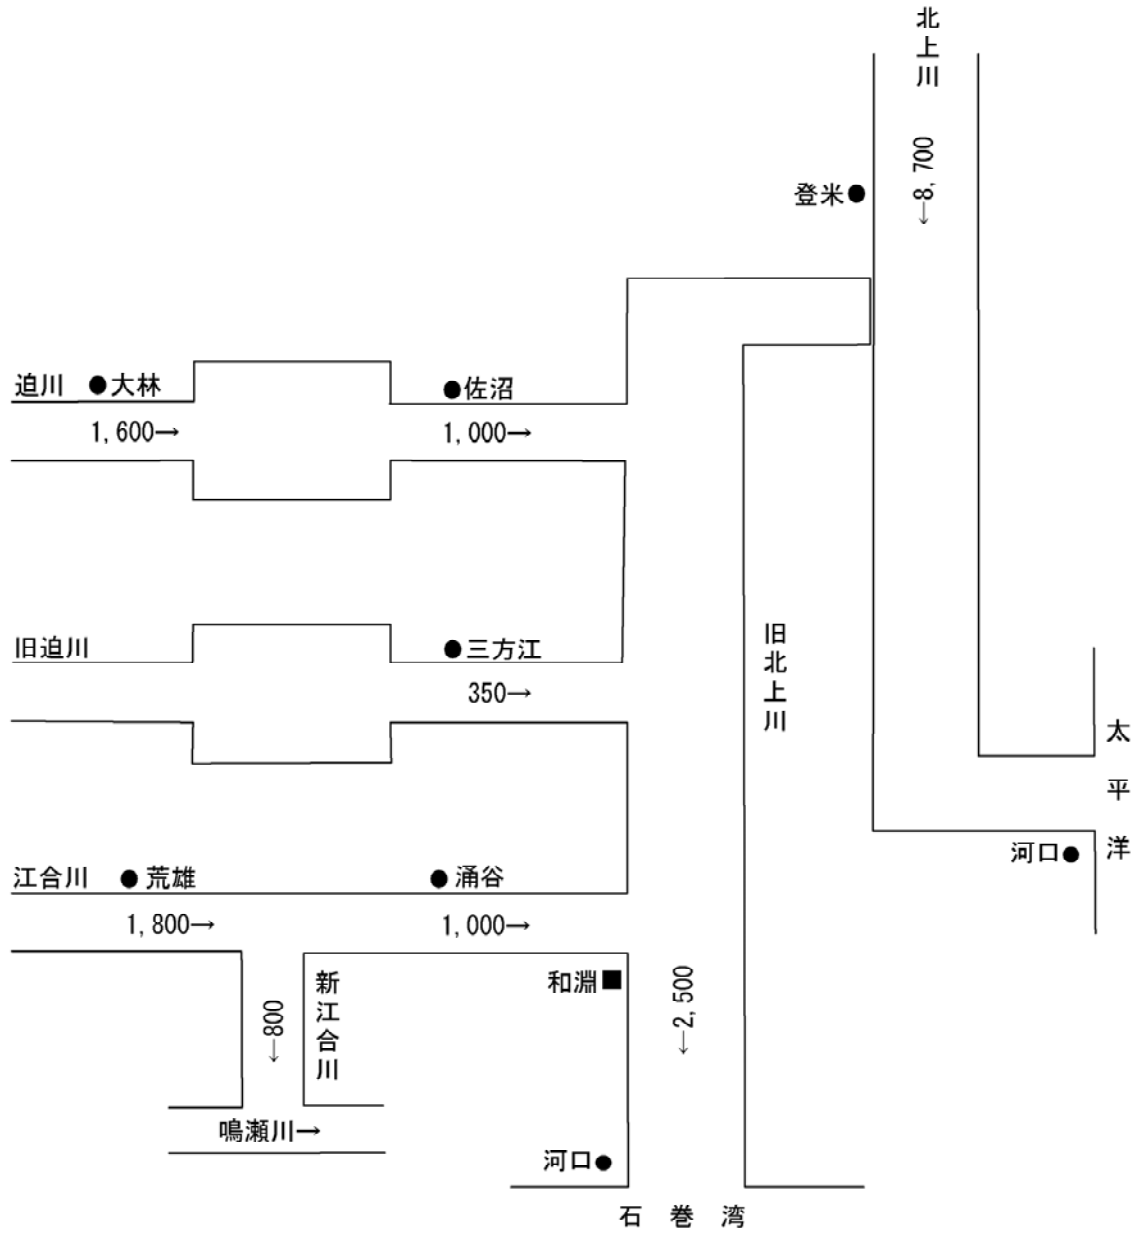 北上川
←8,700
登米●
迫川 ●大林
●佐沼
1,600→
1,000→
旧迫川
●三方江
350→
旧北上川
太平洋
河口●
江合川 ●荒雄
●涌谷
1,800→
1,000→
新江合川
←800
和淵■
←2,500
鳴瀬川→
河口●
石巻湾